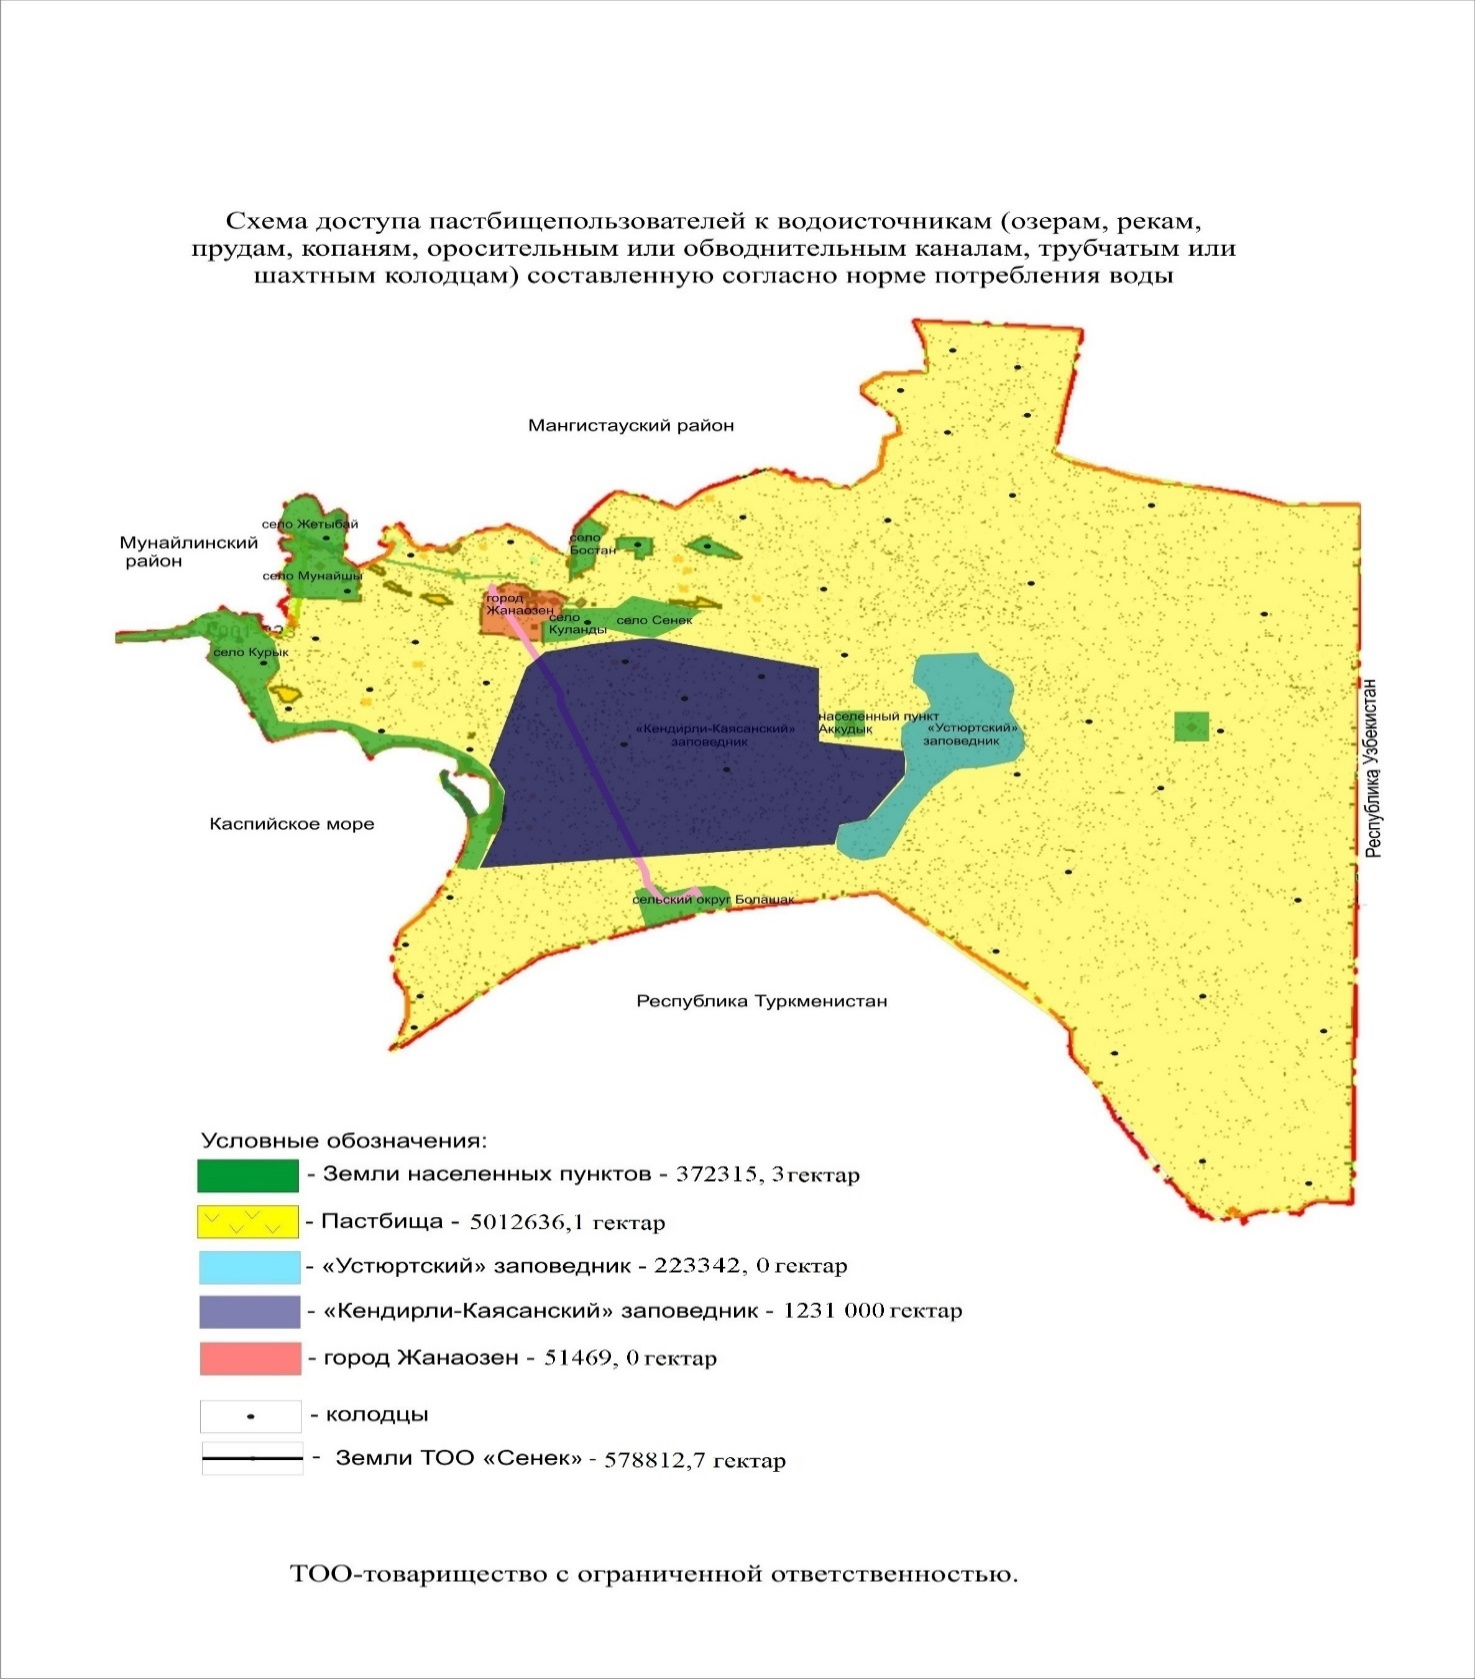 Схема доступа пастбищепользователей к водоисточникам (озерам, рекам,
прудам, копаням, оросительным или обводнительным каналам, трубчатым или
шахтным колодцам) составленную согласно норме потребления воды
Мангистауский район
село Жетыбай
Мунайлинский
район
село
Бостан
село Мунайшы
город
Жанаозен
село
Куланды
село Сенек
село Курык
населенный пункт
Аккудык
«Кендирли-Каясанский»
заповедник
«Устюртский»
заповедник
Республика Узбекистан
Каспийское море
сельский округ Болашак
Республика Туркменистан
Условные обозначения:
- Земли населенных пунктов - 372315, 3 гектар
- Пастбища - 5012636,1 гектар
- «Устюртский» заповедник - 223342, 0 гектар
- «Кендирли-Каясанский» заповедник - 1231 000 гектар
- город Жанаозен - 51469, 0 гектар
- колодцы
- Земли ТОО «Сенек» - 578812,7 гектар
ТОО-товарищество с ограниченной ответственностью.